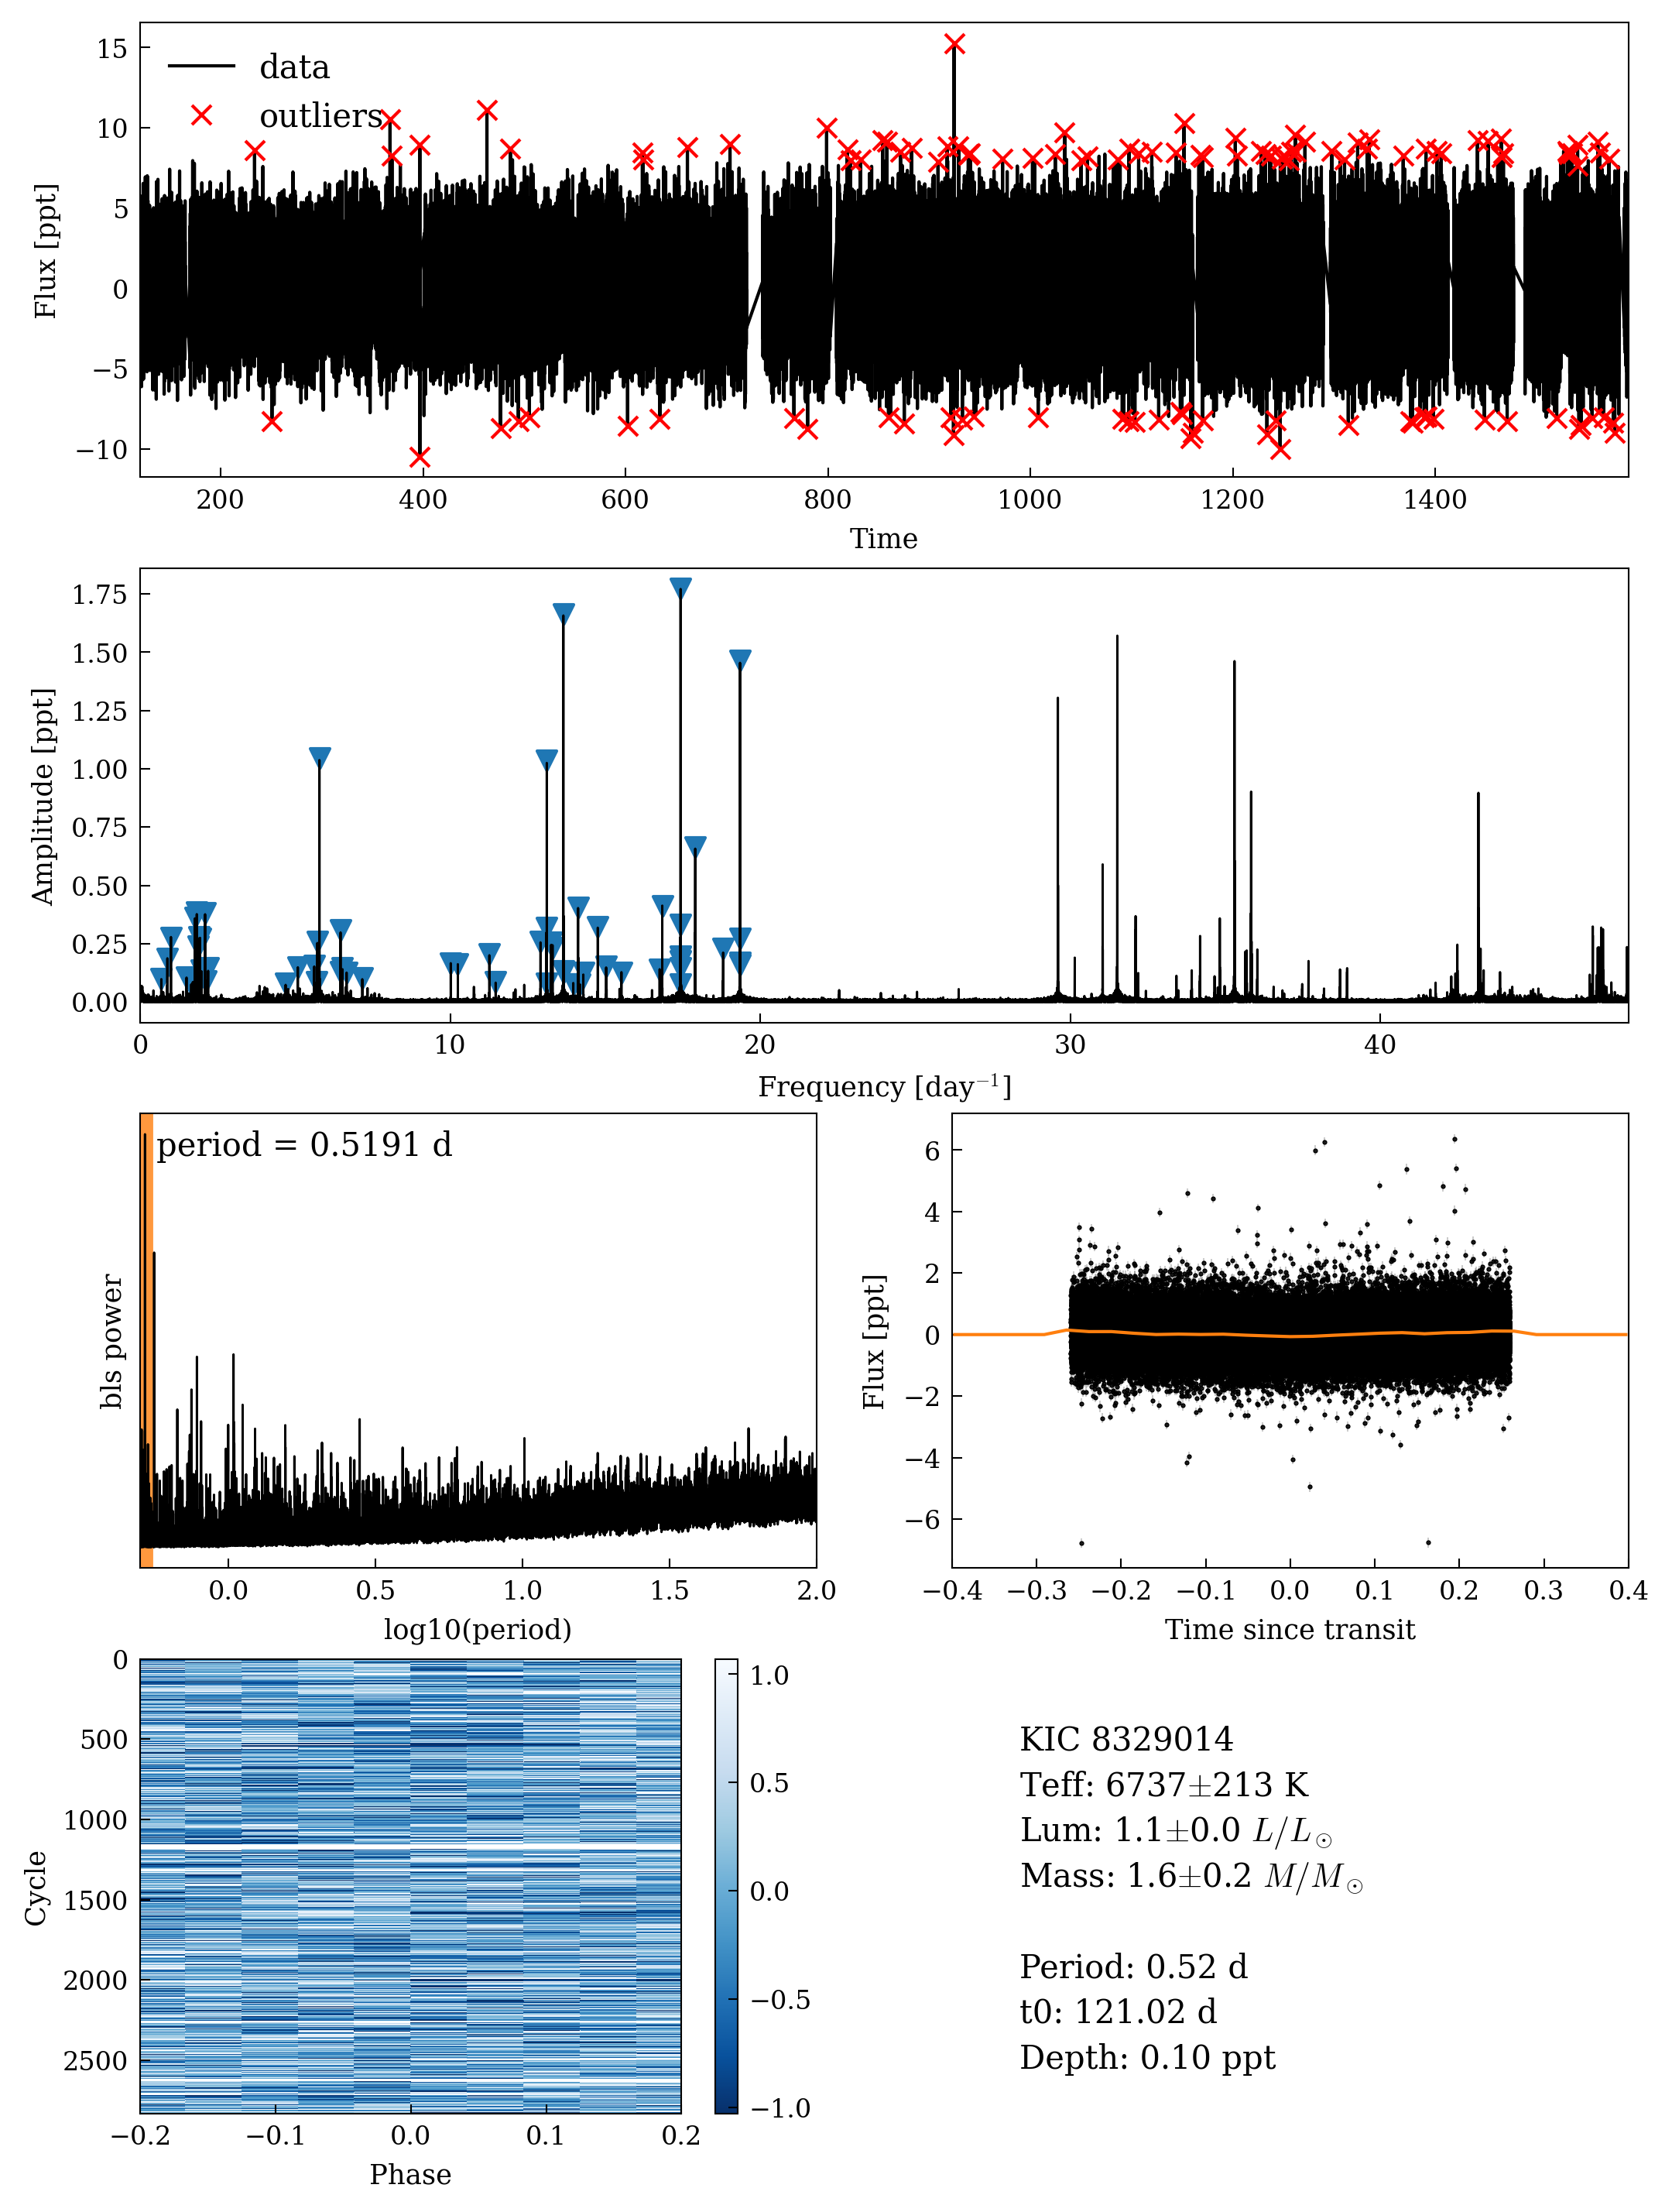 data
outliers
15
10
5
0
−5
−10
Flux [ppt]
200 400 600 800 1000 1200 1400
Time
1.75
1.50
1.25
1.00
0.75
0.50
0.25
0.00
Amplitude [ppt]
0 10 20 30 40
Frequency [day⁻¹]
period = 0.5191 d
bls power
0.0 0.5 1.0 1.5 2.0
log10(period)
6
4
2
0
−2
−4
−6
Flux [ppt]
−0.4 −0.3 −0.2 −0.1 0.0 0.1 0.2 0.3 0.4
Time since transit
0
500
1000
1500
2000
2500
Cycle
−0.2 −0.1 0.0 0.1 0.2
Phase
1.0
0.5
0.0
−0.5
−1.0
KIC 8329014
Teff: 6737±213 K
Lum: 1.1±0.0 L/L⊙
Mass: 1.6±0.2 M/M⊙
Period: 0.52 d
t0: 121.02 d
Depth: 0.10 ppt